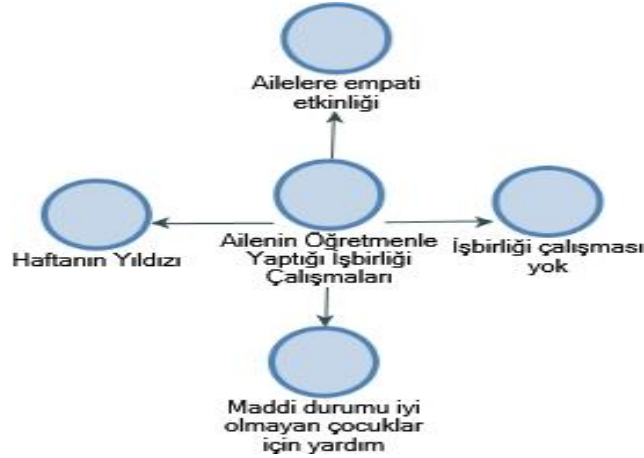 Ailelere empati
etkinliği
Haftanın Yıldızı
Ailenin Öğretmenle
Yaptığı İşbirliği
Çalışmaları
İşbirliği çalışması
yok
Maddi durumu iyi
olmayan çocuklar
için yardım